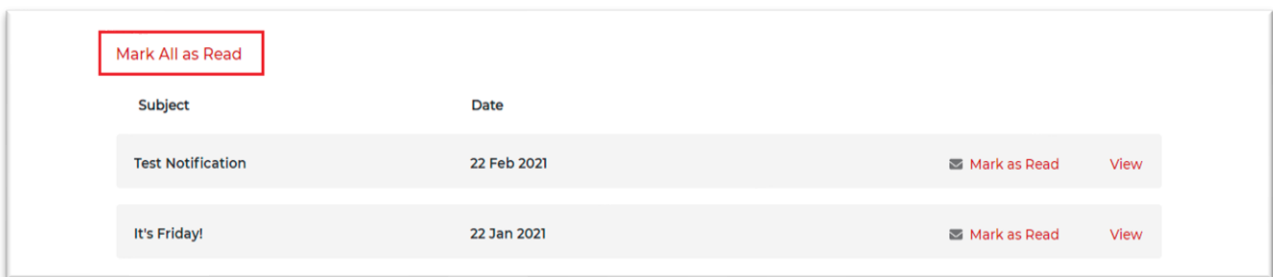 Mark All as Read
Subject Date
Test Notification 22 Feb 2021 Mark as Read View
It's Friday! 22 Jan 2021 Mark as Read View